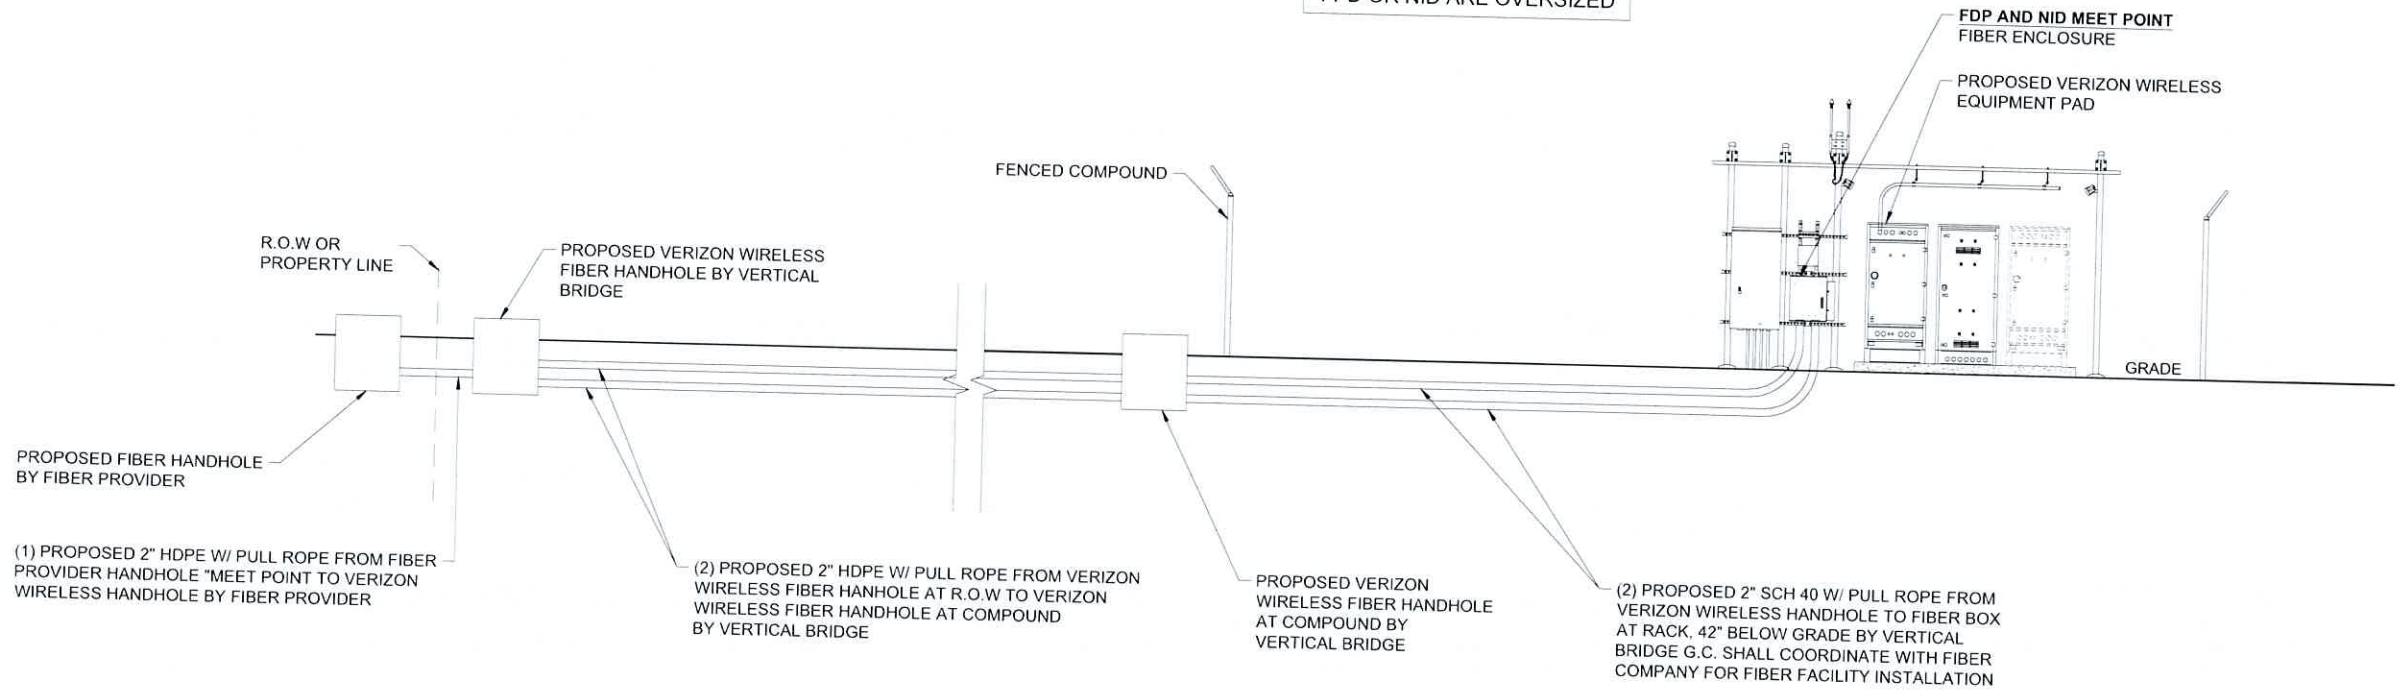 OR NID ARE OVERSIZED
FDP AND NID MEET POINT
FIBER ENCLOSURE
PROPOSED VERIZON WIRELESS
EQUIPMENT PAD
FENCED COMPOUND
R.O.W OR
PROPERTY LINE
PROPOSED VERIZON WIRELESS
FIBER HANDHOLE BY VERTICAL
BRIDGE
GRADE
PROPOSED FIBER HANDHOLE
BY FIBER PROVIDER
(1) PROPOSED 2" HDPE W/ PULL ROPE FROM FIBER
PROVIDER HANDHOLE "MEET POINT TO VERIZON
WIRELESS HANDHOLE BY FIBER PROVIDER
(2) PROPOSED 2" HDPE W/ PULL ROPE FROM VERIZON
WIRELESS FIBER HANHOLE AT R.O.W TO VERIZON
WIRELESS FIBER HANDHOLE AT COMPOUND
BY VERTICAL BRIDGE
PROPOSED VERIZON
WIRELESS FIBER HANDHOLE
AT COMPOUND BY
VERTICAL BRIDGE
(2) PROPOSED 2" SCH 40 W/ PULL ROPE FROM
VERIZON WIRELESS HANDHOLE TO FIBER BOX
AT RACK, 42" BELOW GRADE BY VERTICAL
BRIDGE G.C. SHALL COORDINATE WITH FIBER
COMPANY FOR FIBER FACILITY INSTALLATION